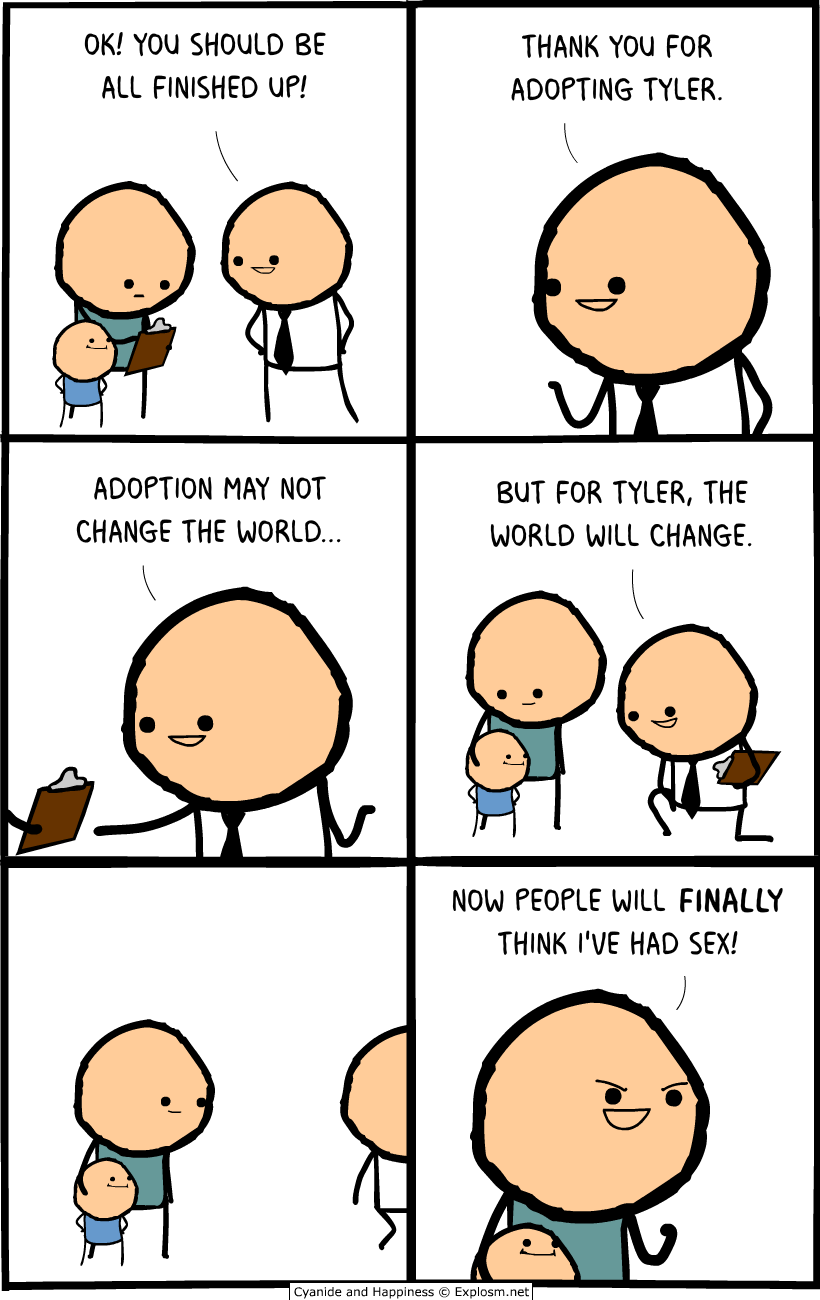 OK! YOU SHOULD BE
ALL FINISHED UP!
THANK YOU FOR
ADOPTING TYLER.
ADOPTION MAY NOT
CHANGE THE WORLD...
BUT FOR TYLER, THE
WORLD WILL CHANGE.
NOW PEOPLE WILL FINALLY
THINK I'VE HAD SEX!
Cyanide and Happiness © Explosm.net